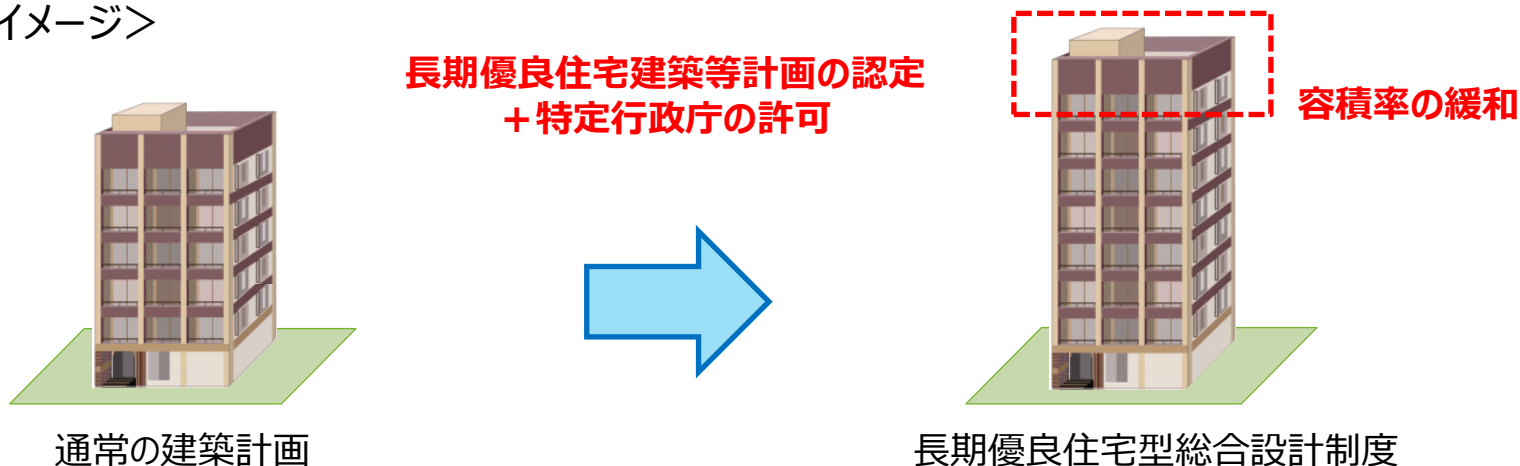 イメージ＞
長期優良住宅建築等計画の認定
＋特定行政庁の許可
容積率の緩和
通常の建築計画
長期優良住宅型総合設計制度